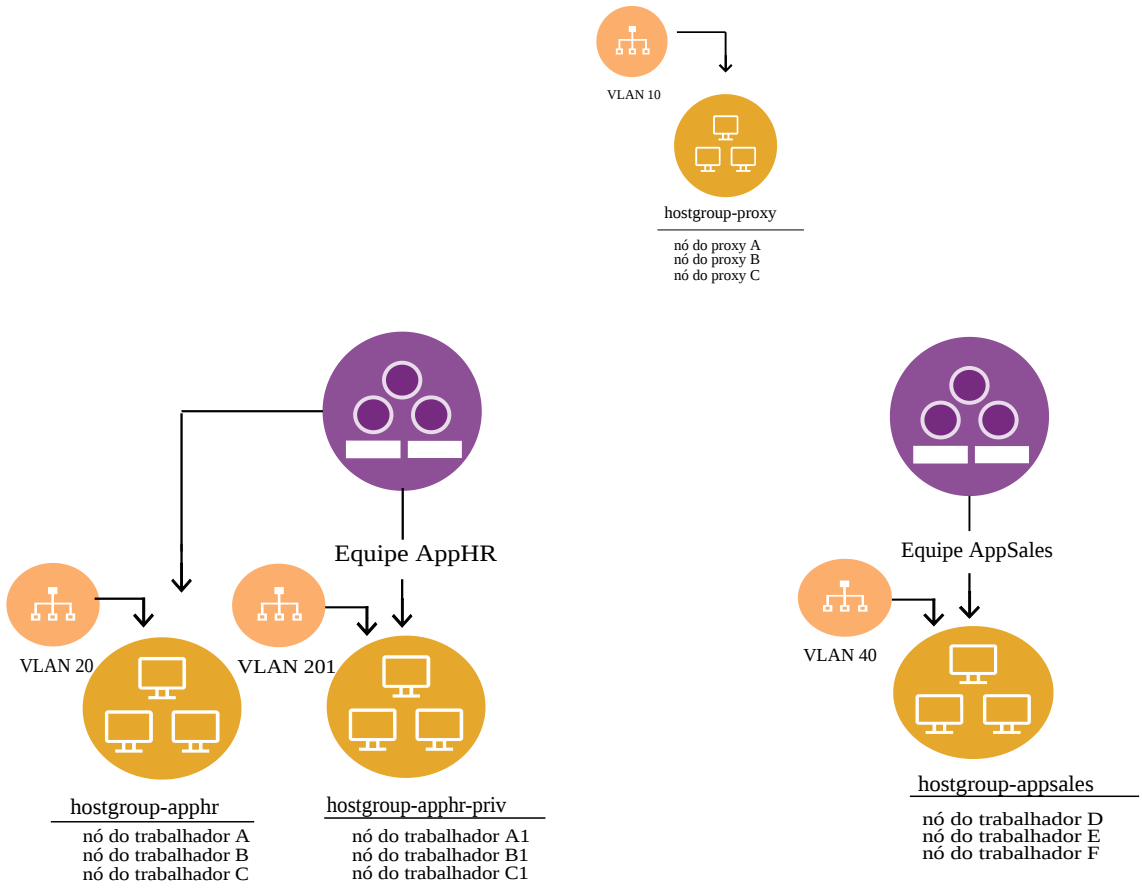 VLAN 10
hostgroup-proxy
nó do proxy A
nó do proxy B
nó do proxy C
Equipe AppHR
Equipe AppSales
VLAN 20
VLAN 201
VLAN 40
hostgroup-apphr
nó do trabalhador A
nó do trabalhador B
nó do trabalhador C
hostgroup-apphr-priv
nó do trabalhador A1
nó do trabalhador B1
nó do trabalhador C1
hostgroup-appsales
nó do trabalhador D
nó do trabalhador E
nó do trabalhador F